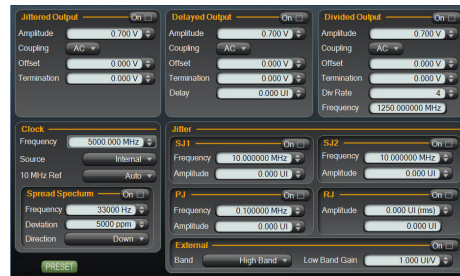 Jittered Output On
Amplitude 0.700 V
Coupling AC
Offset 0.000 V
Termination 0.000 V
Delayed Output On
Amplitude 0.700 V
Coupling AC
Offset 0.000 V
Termination 0.000 V
Delay 0.000 UI
Divided Output On
Amplitude 0.700 V
Coupling AC
Offset 0.000 V
Termination 0.000 V
Div Rate 4
Frequency 1250.000000 MHz
Clock
Frequency 5000.000 MHz
Source Internal
10 MHz Ref Auto
Spread Specturm On
Frequency 33000 Hz
Deviation 5000 ppm
Direction Down
PRESET
Jitter
SJ1 On
Frequency 10.000000 MHz
Amplitude 0.000 UI
SJ2 On
Frequency 10.000000 MHz
Amplitude 0.000 UI
PJ On
Frequency 0.100000 MHz
Amplitude 0.000 UI
RJ On
Amplitude 0.000 UI (rms)
0.000 UI
External On
Band High Band Low Band Gain 1.000 UI/V